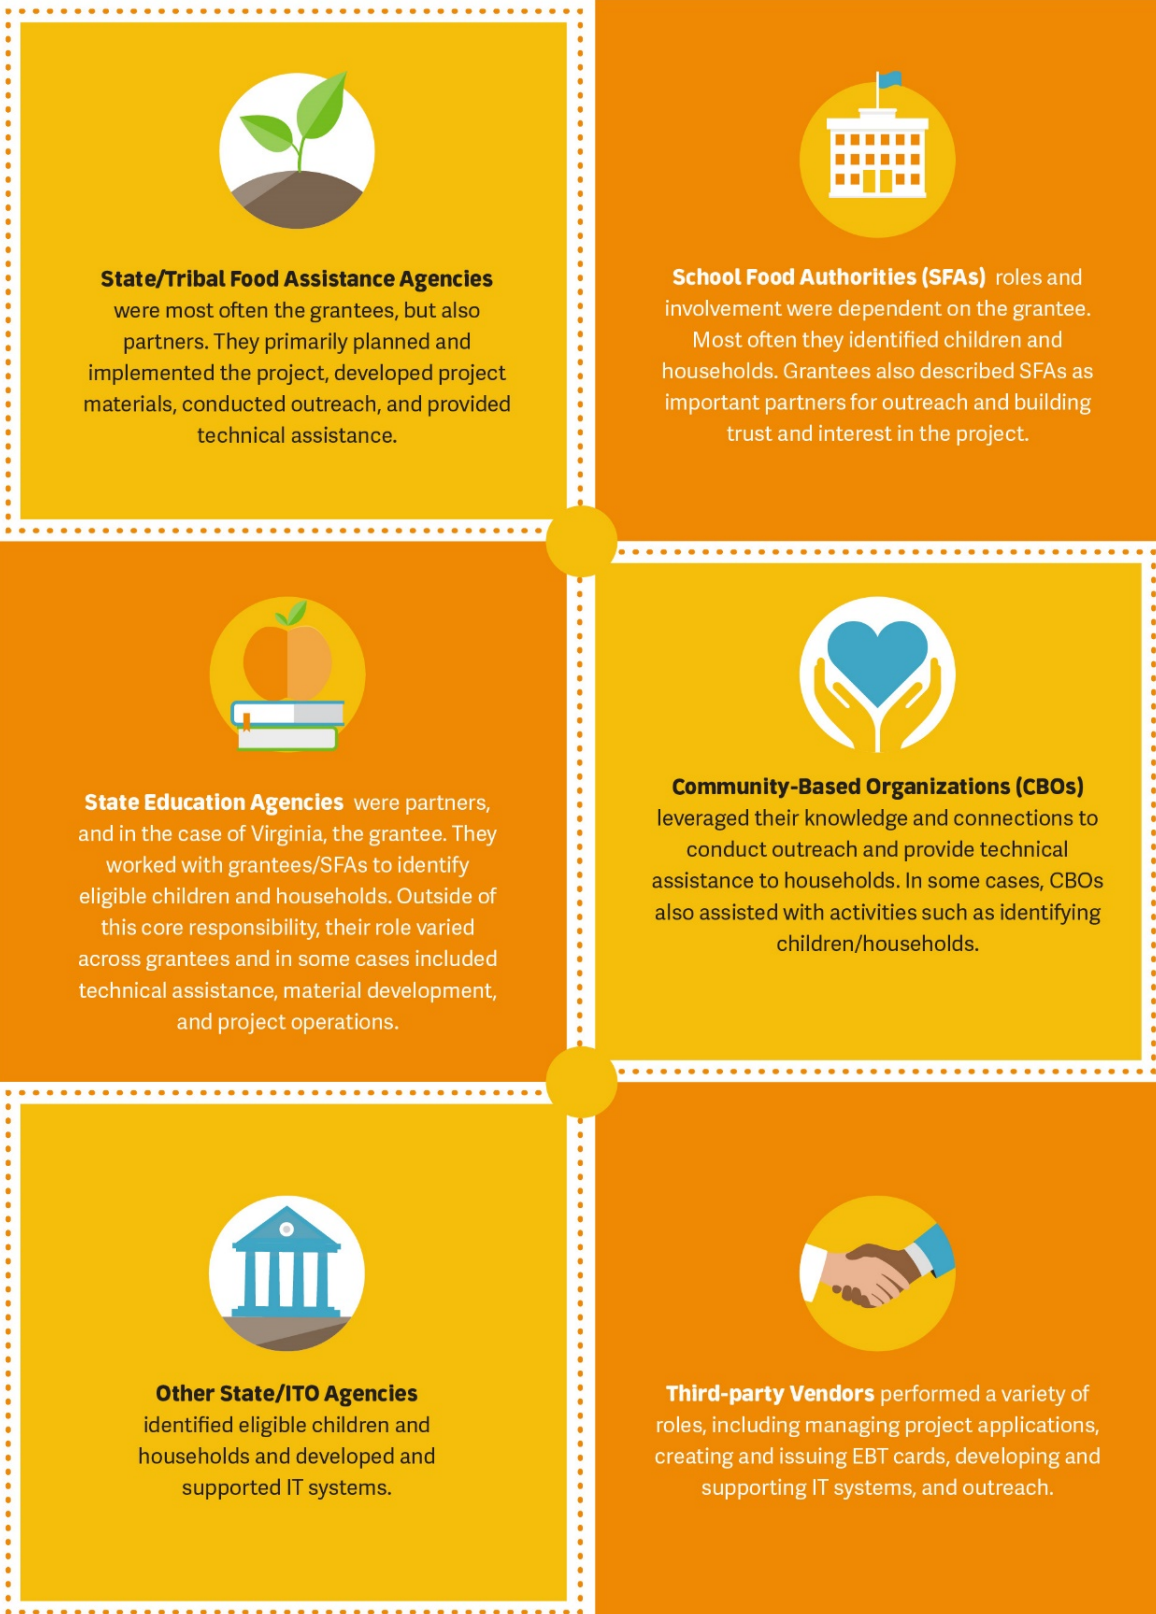 State/Tribal Food Assistance Agencies
were most often the grantees, but also
partners. They primarily planned and
implemented the project, developed project
materials, conducted outreach, and provided
technical assistance.
School Food Authorities (SFAs) roles and
involvement were dependent on the grantee.
Most often they identified children and
households. Grantees also described SFAs as
important partners for outreach and building
trust and interest in the project.
State Education Agencies were partners,
and in the case of Virginia, the grantee. They
worked with grantees/SFAs to identify
eligible children and households. Outside of
this core responsibility, their role varied
across grantees and in some cases included
technical assistance, material development,
and project operations.
Community-Based Organizations (CBOs)
leveraged their knowledge and connections to
conduct outreach and provide technical
assistance to households. In some cases, CBOs
also assisted with activities such as identifying
children/households.
Other State/ITO Agencies
identified eligible children and
households and developed and
supported IT systems.
Third-party Vendors performed a variety of
roles, including managing project applications,
creating and issuing EBT cards, developing and
supporting IT systems, and outreach.